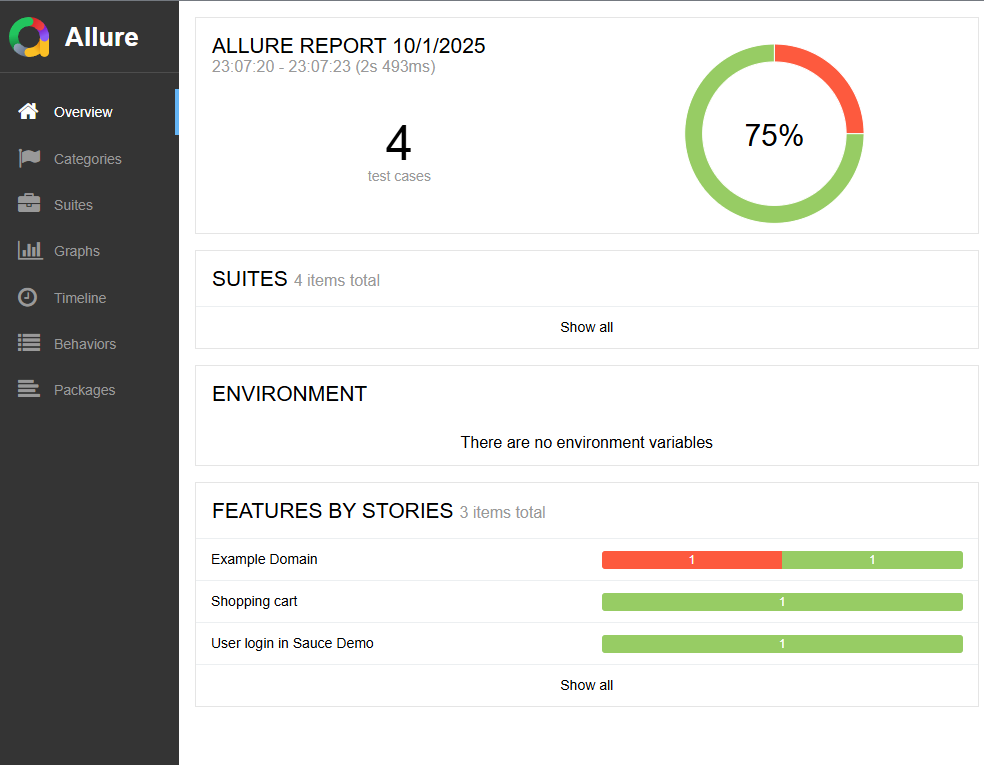 Allure
Overview
Categories
Suites
Graphs
Timeline
Behaviors
Packages
ALLURE REPORT 10/1/2025
23:07:20 - 23:07:23 (2s 493ms)
4
test cases
75%
SUITES 4 items total
Show all
ENVIRONMENT
There are no environment variables
FEATURES BY STORIES 3 items total
Example Domain 1 1
Shopping cart 1
User login in Sauce Demo 1
Show all